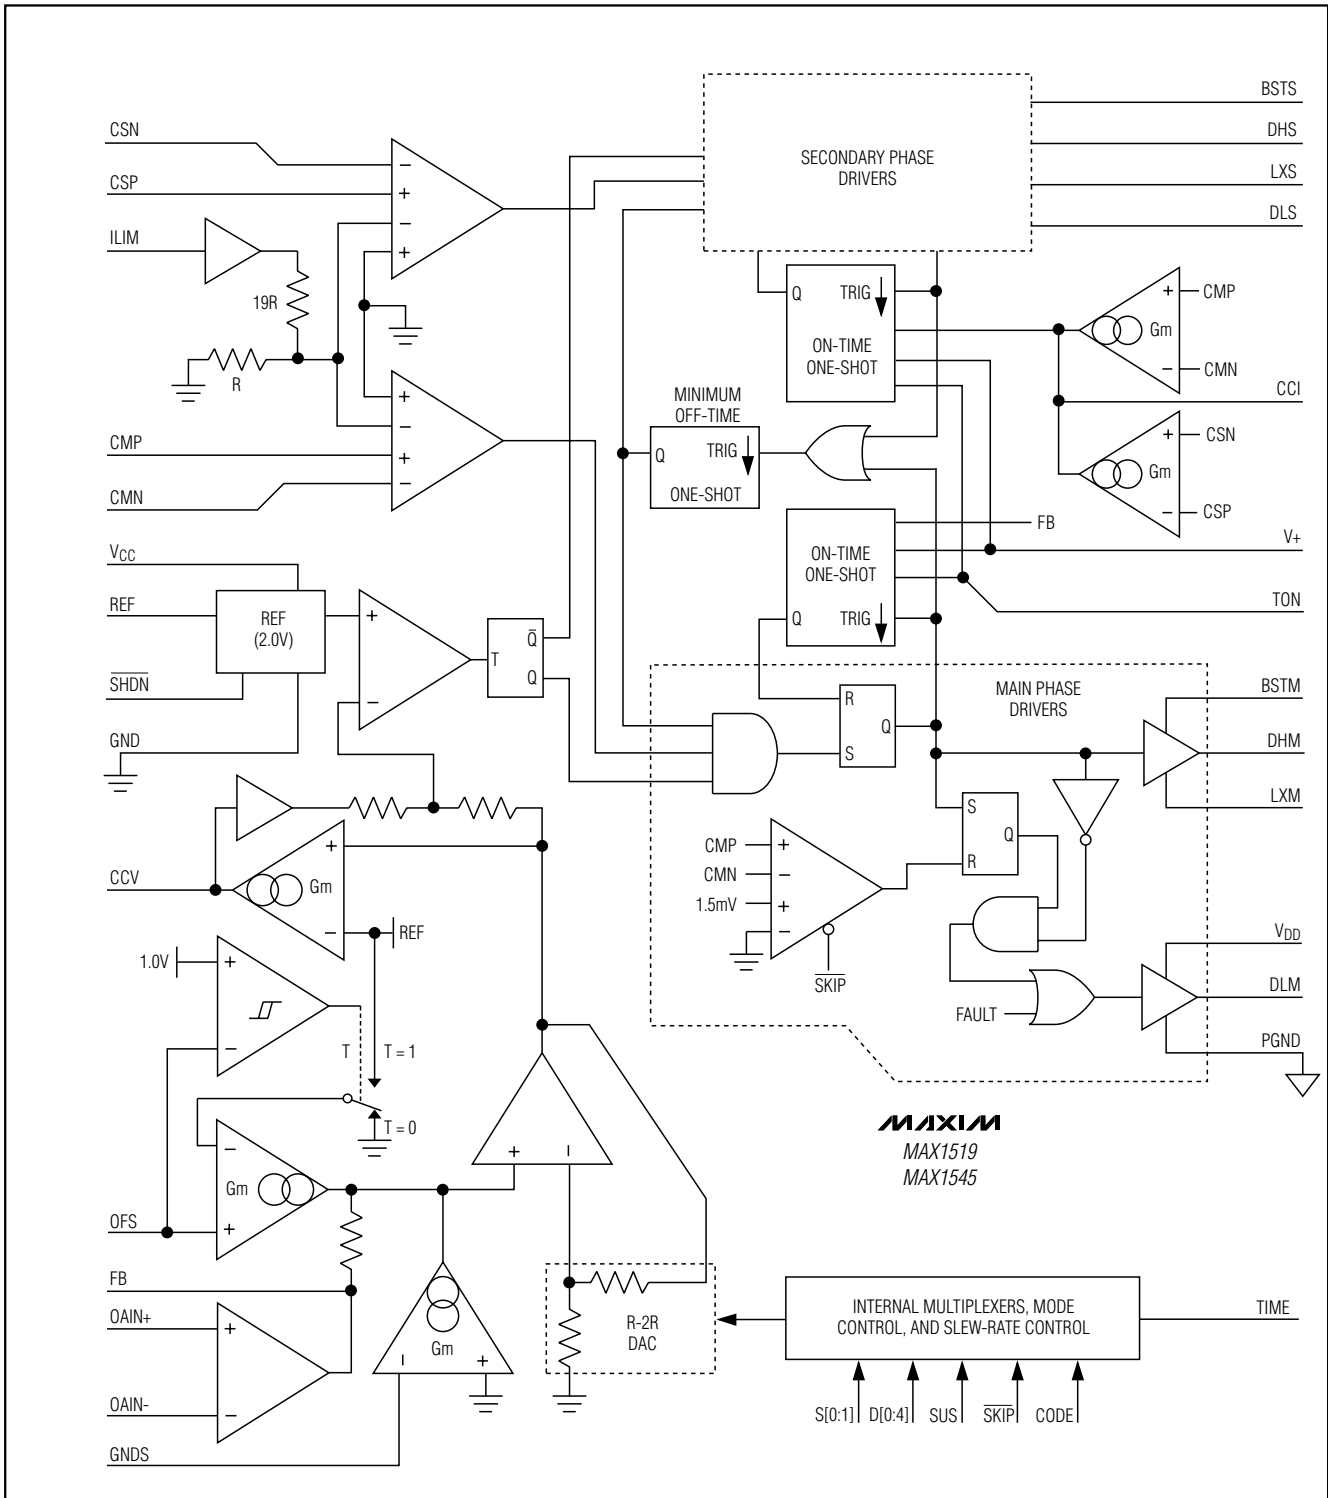 CSN
CSP
ILIM
19R
R
CMP
CMN
− + − +
+ − + −
SECONDARY PHASE
DRIVERS
BSTS
DHS
LXS
DLS
Q TRIG
ON-TIME
ONE-SHOT
+ CMP
Gm
− CMN
CCI
+ CSN
Gm
− CSP
MINIMUM
OFF-TIME
Q TRIG
ONE-SHOT
FB
ON-TIME
ONE-SHOT
Q TRIG
V+
TON
VCC
REF
S̅H̅D̅N̅
GND
REF
(2.0V)
+
−
T
Q̅
Q
MAIN PHASE
DRIVERS
R
S
Q
BSTM
DHM
LXM
S
Q
R
CMP +
CMN −
1.5mV +
−
S̅K̅I̅P̅
FAULT
VDD
DLM
PGND
CCV
Gm
+
−
REF
1.0V
+
−
T
T = 1
T = 0
−
Gm
+
OFS
FB
OAIN+
+
OAIN-
−
GNDS
− +
Gm
+ −
R-2R
DAC
MAXIM
MAX1519
MAX1545
INTERNAL MULTIPLEXERS, MODE
CONTROL, AND SLEW-RATE CONTROL
TIME
S[0:1] D[0:4] SUS S̅K̅I̅P̅ CODE